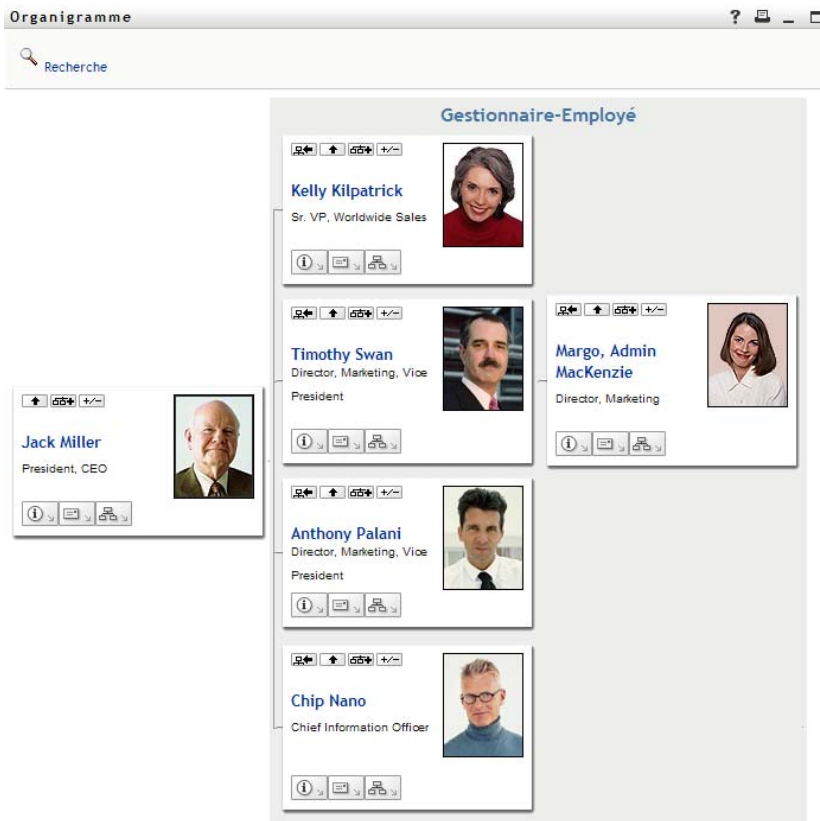 Organigramme
Recherche
Gestionnaire-Employé
+/-
Kelly Kilpatrick
Sr. VP, Worldwide Sales
+/-
Timothy Swan
Director, Marketing, Vice
President
+/-
Margo, Admin
MacKenzie
Director, Marketing
+/-
Jack Miller
President, CEO
+/-
Anthony Palani
Director, Marketing, Vice
President
+/-
Chip Nano
Chief Information Officer